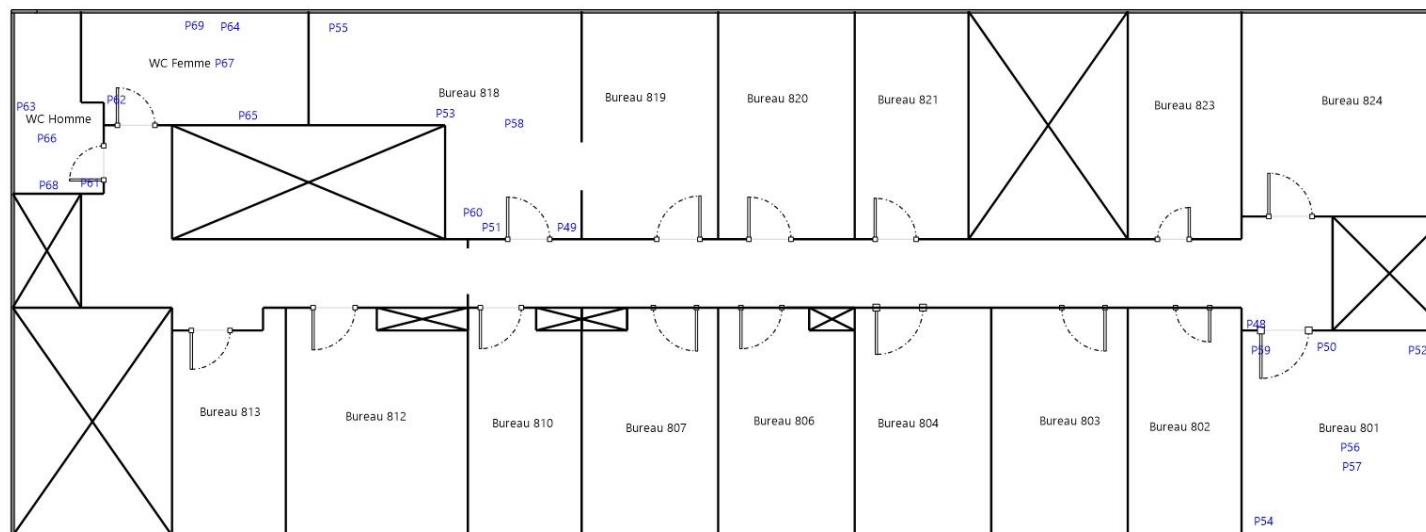 P69 P64 P55
WC Femme P67
Bureau 818
Bureau 819
Bureau 820
Bureau 821
Bureau 823
Bureau 824
P63
P62
P65
P53
P58
WC Homme
P66
P68
P61
P60
P51
P49
P48
P59
P50
P52
Bureau 813
Bureau 812
Bureau 810
Bureau 807
Bureau 806
Bureau 804
Bureau 803
Bureau 802
Bureau 801
P56
P57
P54